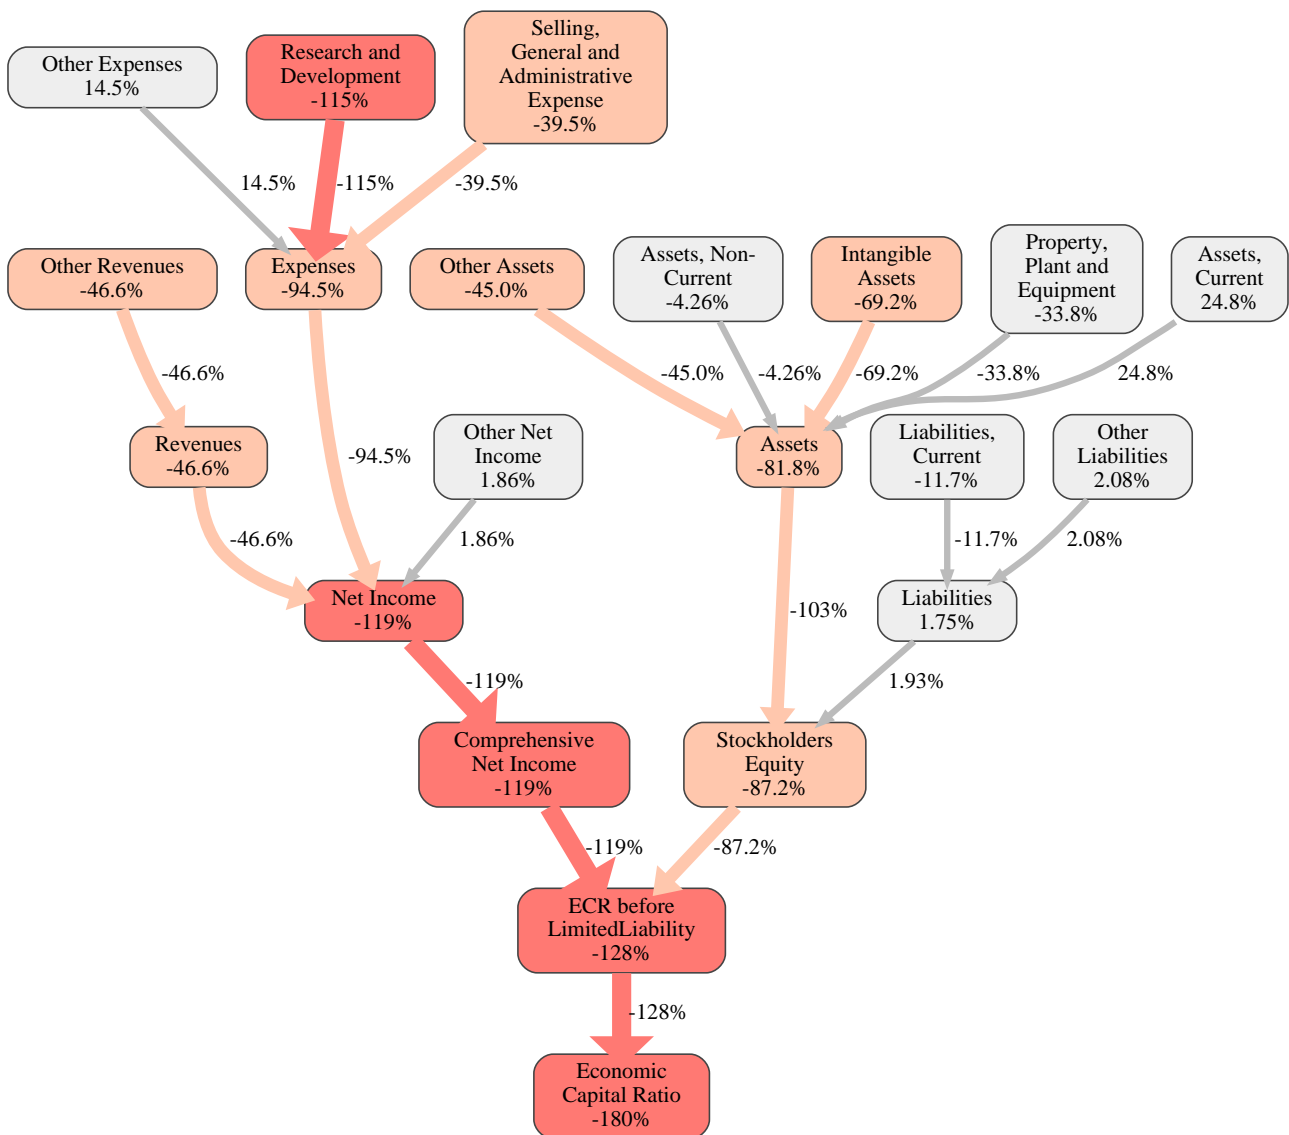 Other Expenses
14.5%
Research and
Development
-115%
Selling,
General and
Administrative
Expense
-39.5%
14.5%
-115%
-39.5%
Other Revenues
-46.6%
Expenses
-94.5%
Other Assets
-45.0%
Assets, Non-
Current
-4.26%
Intangible
Assets
-69.2%
Property,
Plant and
Equipment
-33.8%
Assets,
Current
24.8%
-46.6%
-45.0%
-4.26%
-69.2%
-33.8%
24.8%
Revenues
-46.6%
-94.5%
Other Net
Income
1.86%
Assets
-81.8%
Liabilities,
Current
-11.7%
Other
Liabilities
2.08%
-46.6%
1.86%
-11.7%
2.08%
Net Income
-119%
-103%
Liabilities
1.75%
-119%
1.93%
Comprehensive
Net Income
-119%
Stockholders
Equity
-87.2%
-119%
-87.2%
ECR before
LimitedLiability
-128%
-128%
Economic
Capital Ratio
-180%